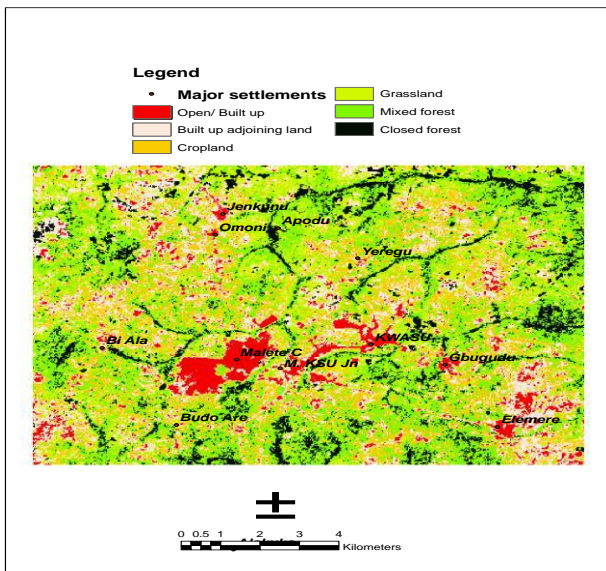 Legend
Major settlements
Open/ Built up
Built up adjoining land
Cropland
Grassland
Mixed forest
Closed forest
Jenkunu
Omoni
Apodu
Yeregu
Bi Ala
KWASU
Malete C
M. KSU Jn
Gbugudu
Budo Are
Elemere
0 0.5 1 2 3 4
Kilometers